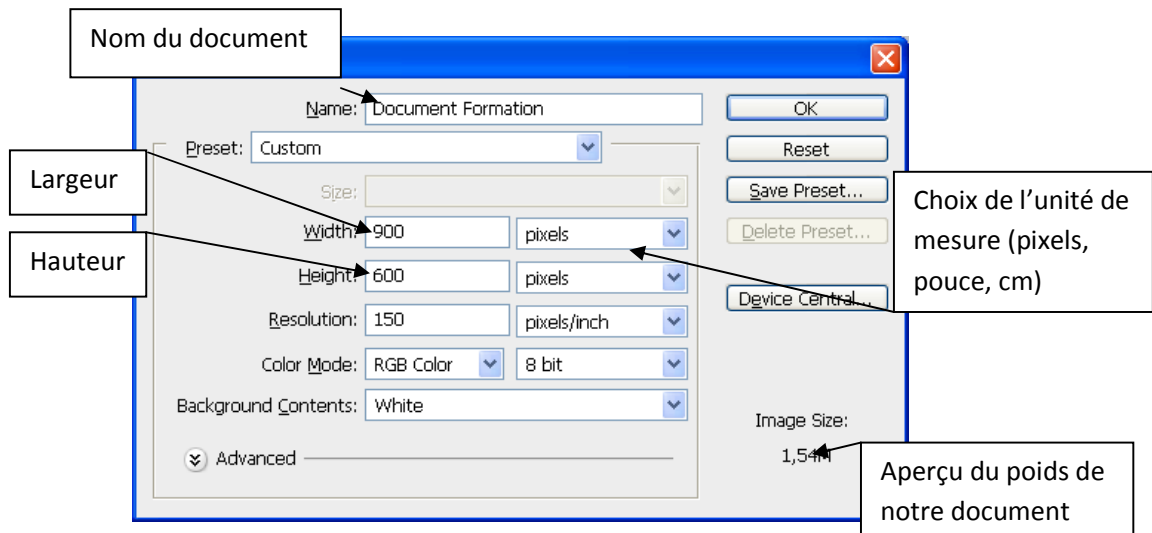 Nom du document
Name: Document Formation
OK
Preset: Custom
Reset
Largeur
Size:
Save Preset...
Choix de l’unité de
mesure (pixels,
pouce, cm)
Width: 900 pixels
Delete Preset...
Hauteur
Height: 600 pixels
Device Central...
Resolution: 150 pixels/inch
Color Mode: RGB Color 8 bit
Background Contents: White
Image Size:
1,54M
Advanced
Aperçu du poids de
notre document